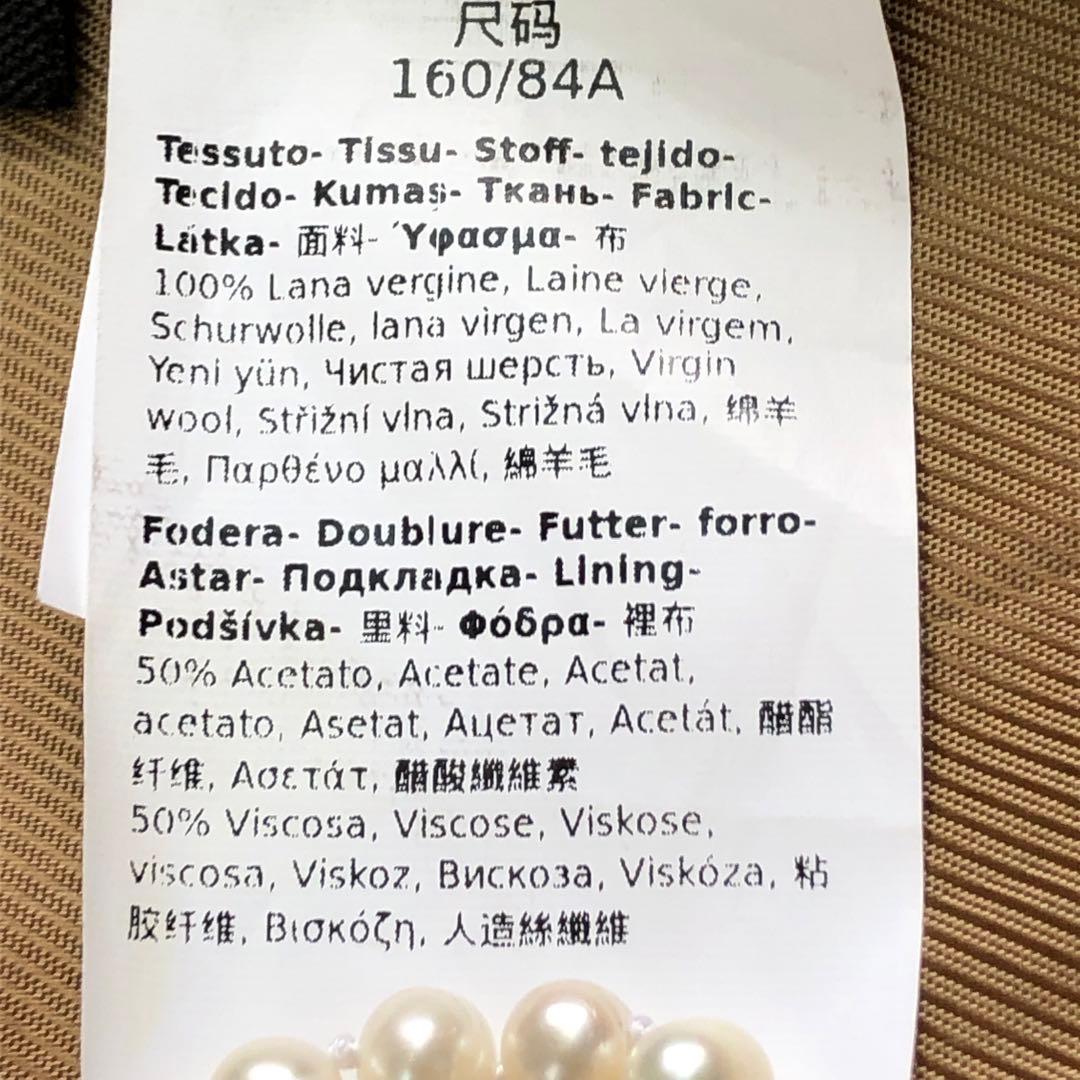 尺码
160/84A
Tessuto- Tissu- Stoff- tejido-
Tecido- Kumaş- Ткань- Fabric-
Látka- 面料- Ύφασμα- 布
100% Lana vergine, Laine vierge,
Schurwolle, lana virgen, La virgem,
Yeni yün, Чистая шерсть, Virgin
wool, Střižní vlna, Strižná vlna, 绵羊
毛, Παρθένο μαλλί, 綿羊毛
Fodera- Doublure- Futter- forro-
Astar- Подкладка- Lining-
Podšívka- 里料- Φόδρα- 裡布
50% Acetato, Acetate, Acetat,
acetato, Asetat, Ацетат, Acetát, 醋酯
纤维, Ασετάτ, 醋酸纖維素
50% Viscosa, Viscose, Viskose,
viscosa, Viskoz, Вискоза, Viskóza, 粘
胶纤维, Βισκόζη, 人造絲纖維